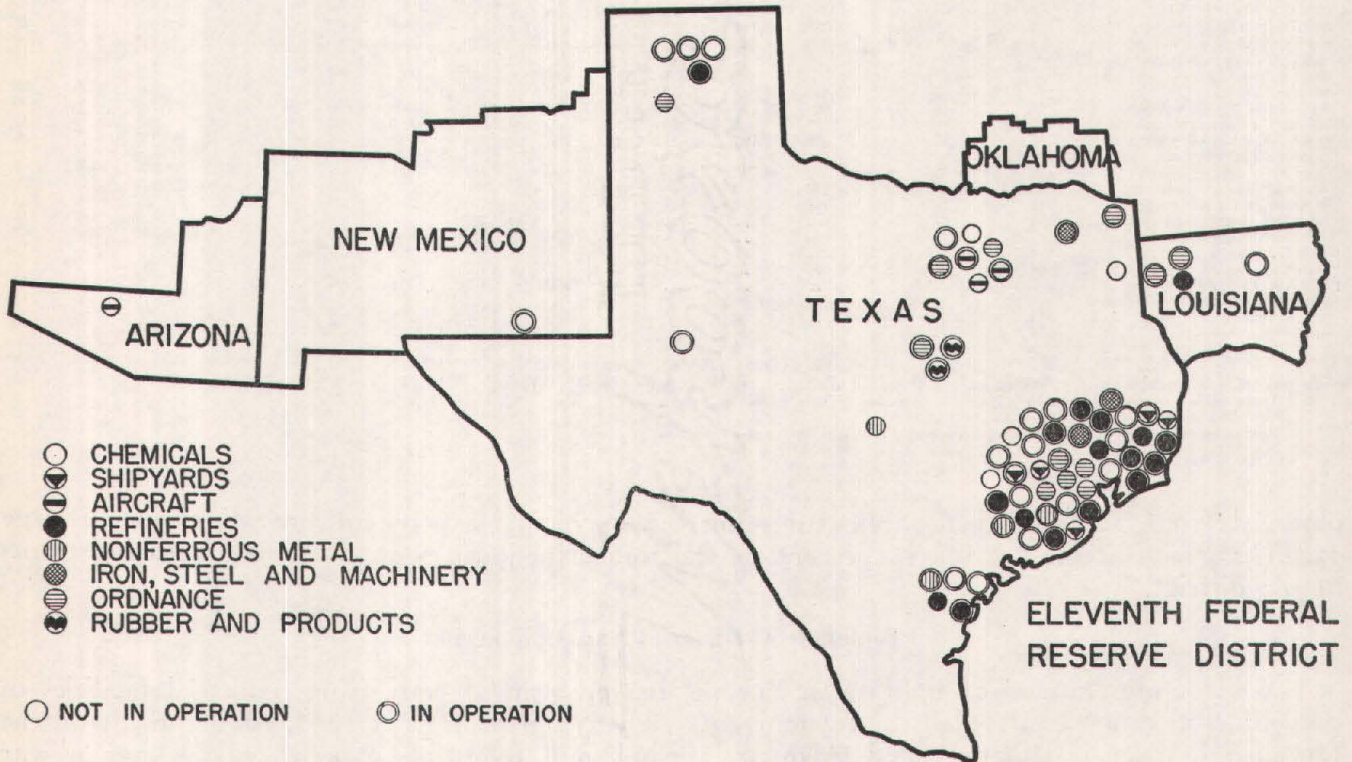 OKLAHOMA
NEW MEXICO
TEXAS
LOUISIANA
ARIZONA
CHEMICALS
SHIPYARDS
AIRCRAFT
REFINERIES
NONFERROUS METAL
IRON, STEEL AND MACHINERY
ORDNANCE
RUBBER AND PRODUCTS
ELEVENTH FEDERAL
RESERVE DISTRICT
NOT IN OPERATION
IN OPERATION